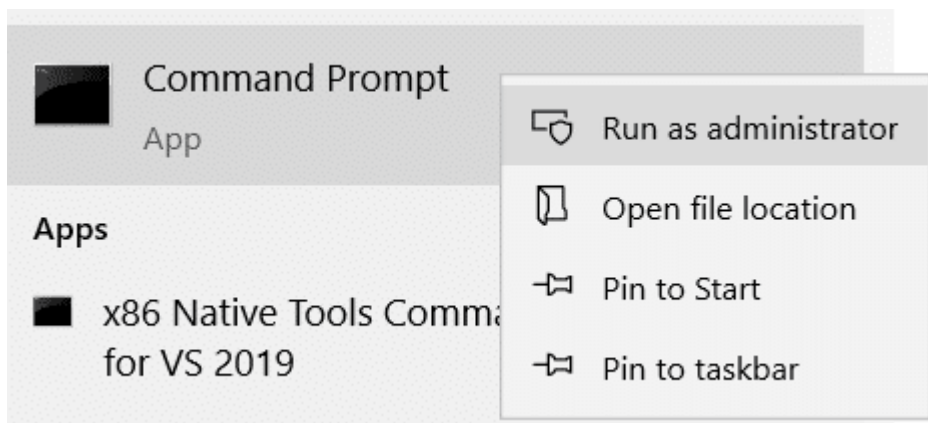 Command Prompt
App
Run as administrator
Open file location
Apps
Pin to Start
x86 Native Tools
for VS 2019
Pin to taskbar